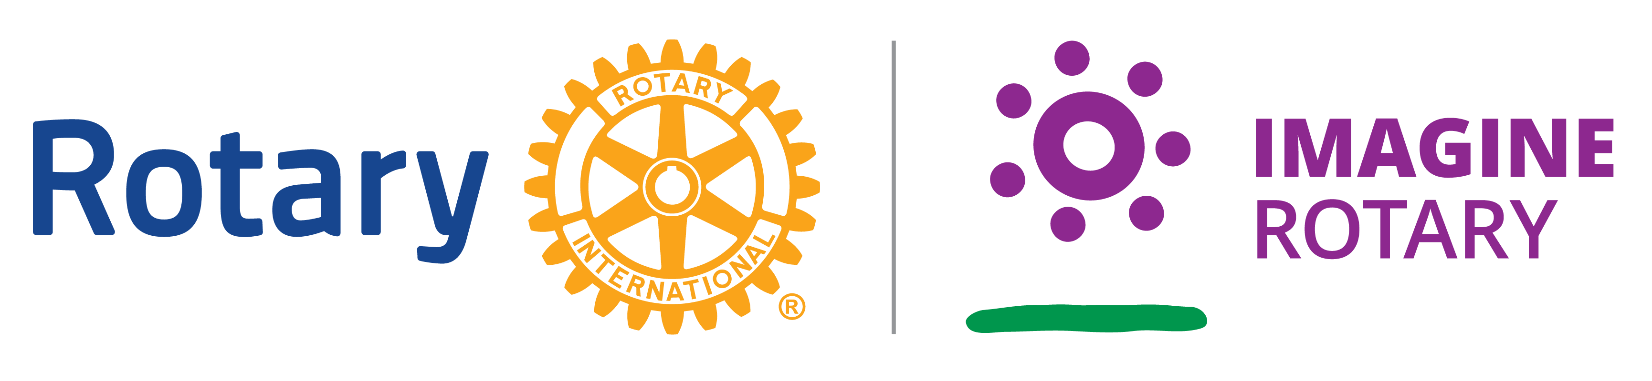 Rotary
ROTARY
INTERNATIONAL
®
IMAGINE
ROTARY